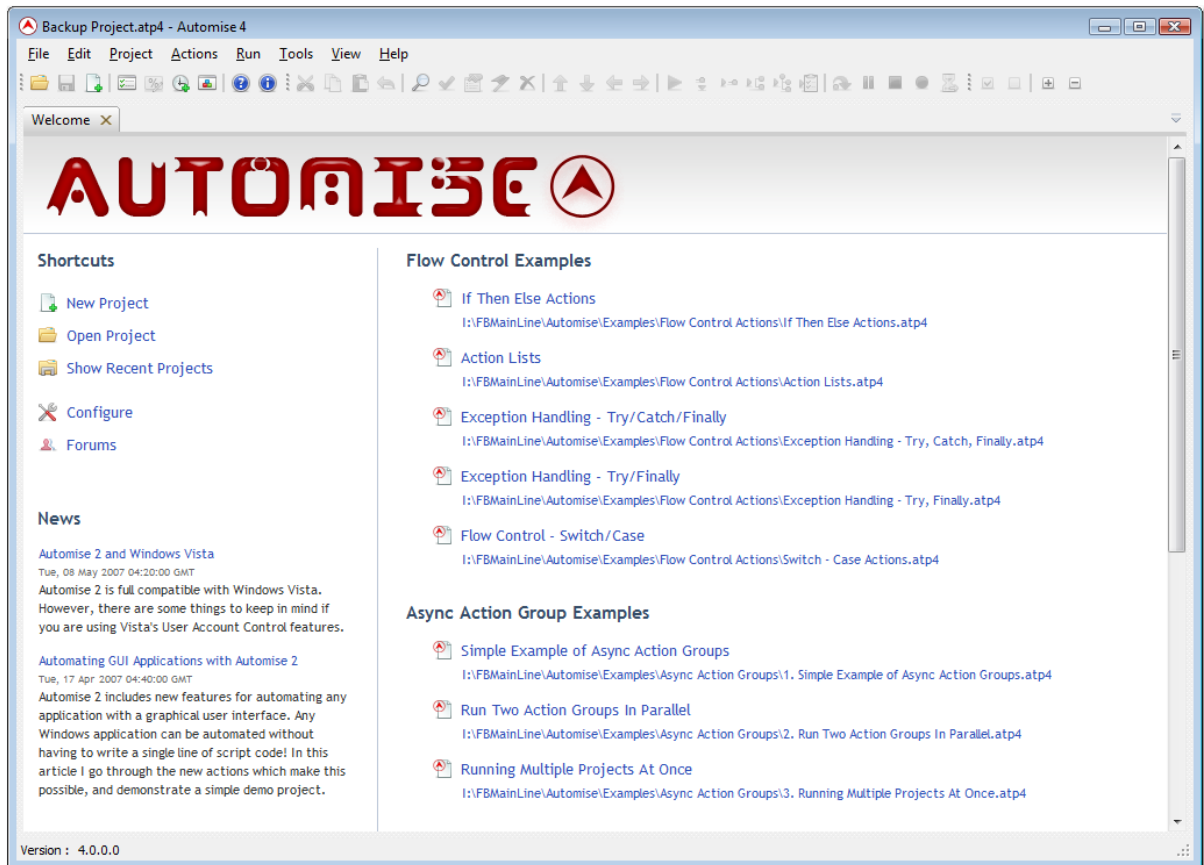 Backup Project.atp4 - Automise 4
File Edit Project Actions Run Tools View Help
Welcome
AUTOMISE
Shortcuts
New Project
Open Project
Show Recent Projects
Configure
Forums
News
Automise 2 and Windows Vista
Tue, 08 May 2007 04:20:00 GMT
Automise 2 is full compatible with Windows Vista.
However, there are some things to keep in mind if
you are using Vista's User Account Control features.
Automating GUI Applications with Automise 2
Tue, 17 Apr 2007 04:40:00 GMT
Automise 2 includes new features for automating any
application with a graphical user interface. Any
Windows application can be automated without
having to write a single line of script code! In this
article I go through the new actions which make this
possible, and demonstrate a simple demo project.
Flow Control Examples
If Then Else Actions
I:\FBMainLine\Automise\Examples\Flow Control Actions\If Then Else Actions.atp4
Action Lists
I:\FBMainLine\Automise\Examples\Flow Control Actions\Action Lists.atp4
Exception Handling - Try/Catch/Finally
I:\FBMainLine\Automise\Examples\Flow Control Actions\Exception Handling - Try, Catch, Finally.atp4
Exception Handling - Try/Finally
I:\FBMainLine\Automise\Examples\Flow Control Actions\Exception Handling - Try, Finally.atp4
Flow Control - Switch/Case
I:\FBMainLine\Automise\Examples\Flow Control Actions\Switch - Case Actions.atp4
Async Action Group Examples
Simple Example of Async Action Groups
I:\FBMainLine\Automise\Examples\Async Action Groups\1. Simple Example of Async Action Groups.atp4
Run Two Action Groups In Parallel
I:\FBMainLine\Automise\Examples\Async Action Groups\2. Run Two Action Groups In Parallel.atp4
Running Multiple Projects At Once
I:\FBMainLine\Automise\Examples\Async Action Groups\3. Running Multiple Projects At Once.atp4
Version : 4.0.0.0